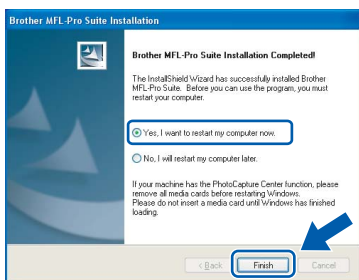 Brother MFL-Pro Suite Installation
Brother MFL-Pro Suite Installation Completed!
The InstallShield Wizard has successfully installed Brother
MFL-Pro Suite. Before you can use the program, you must
restart your computer.
Yes, I want to restart my computer now.
No, I will restart my computer later.
If your machine has the PhotoCapture Center function, please
remove all media cards before restarting Windows.
Please do not insert a media card until Windows has finished
loading.
< Back Finish Cancel